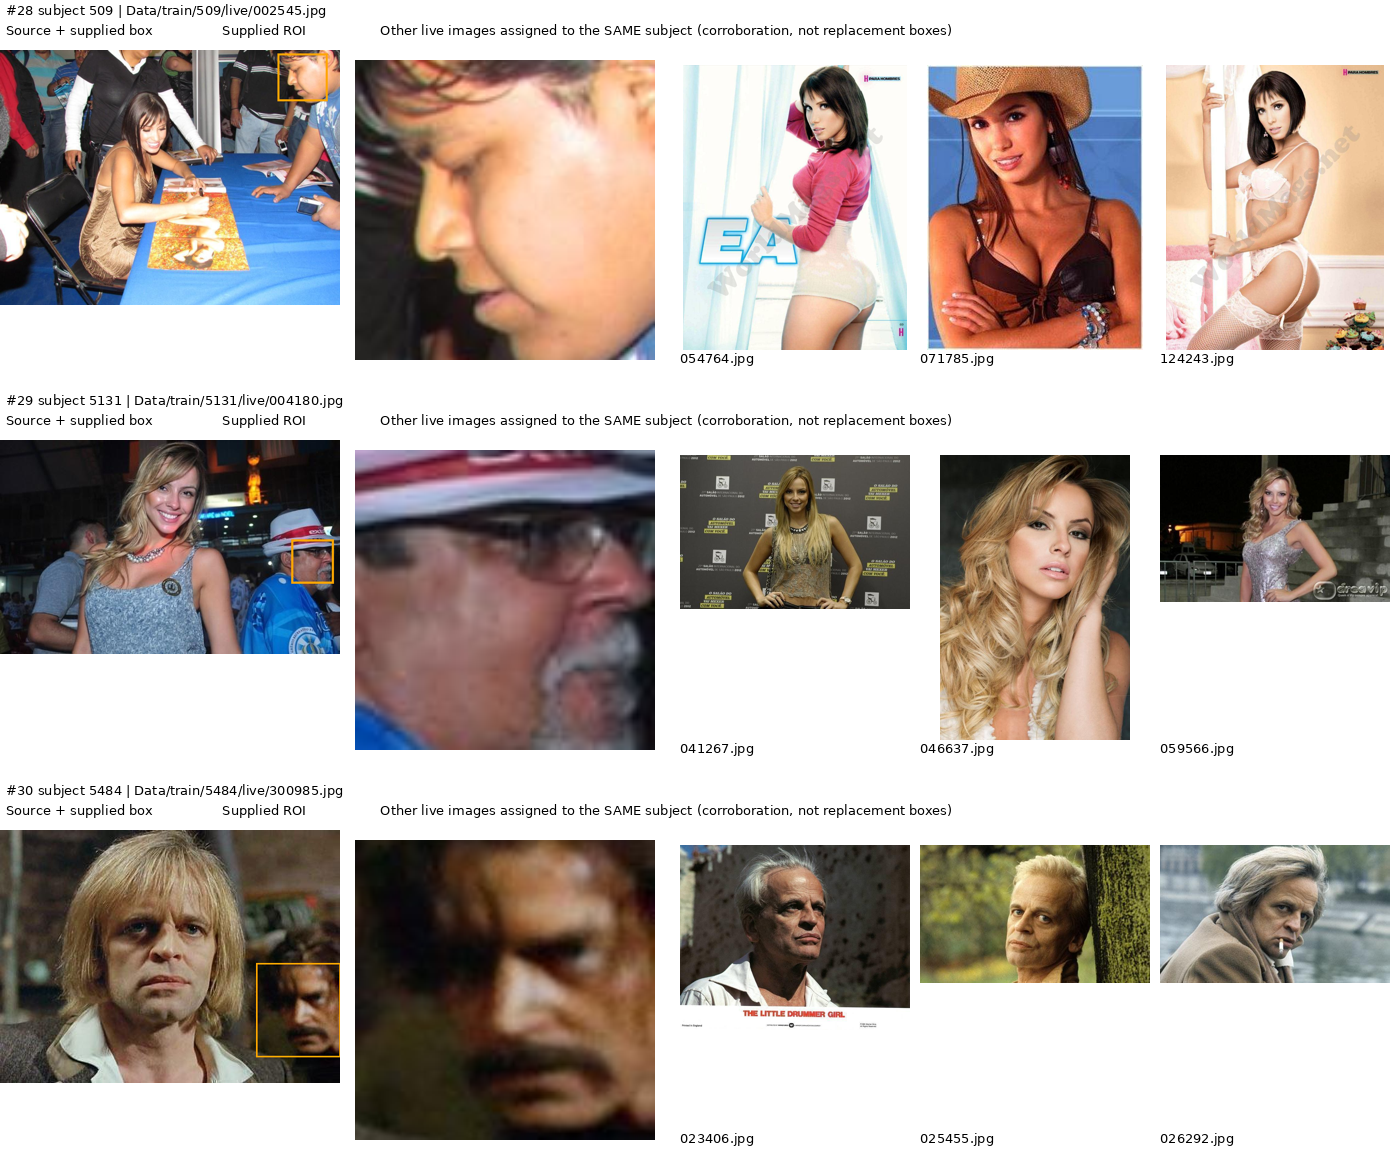 #28 subject 509 | Data/train/509/live/002545.jpg
Source + supplied box Supplied ROI Other live images assigned to the SAME subject (corroboration, not replacement boxes)
H PARA HOMBRES
H PARA HOMBRES
EA
H
054764.jpg 071785.jpg 124243.jpg
#29 subject 5131 | Data/train/5131/live/004180.jpg
Source + supplied box Supplied ROI Other live images assigned to the SAME subject (corroboration, not replacement boxes)
041267.jpg 046637.jpg 059566.jpg
#30 subject 5484 | Data/train/5484/live/300985.jpg
Source + supplied box Supplied ROI Other live images assigned to the SAME subject (corroboration, not replacement boxes)
THE LITTLE DRUMMER GIRL
023406.jpg 025455.jpg 026292.jpg